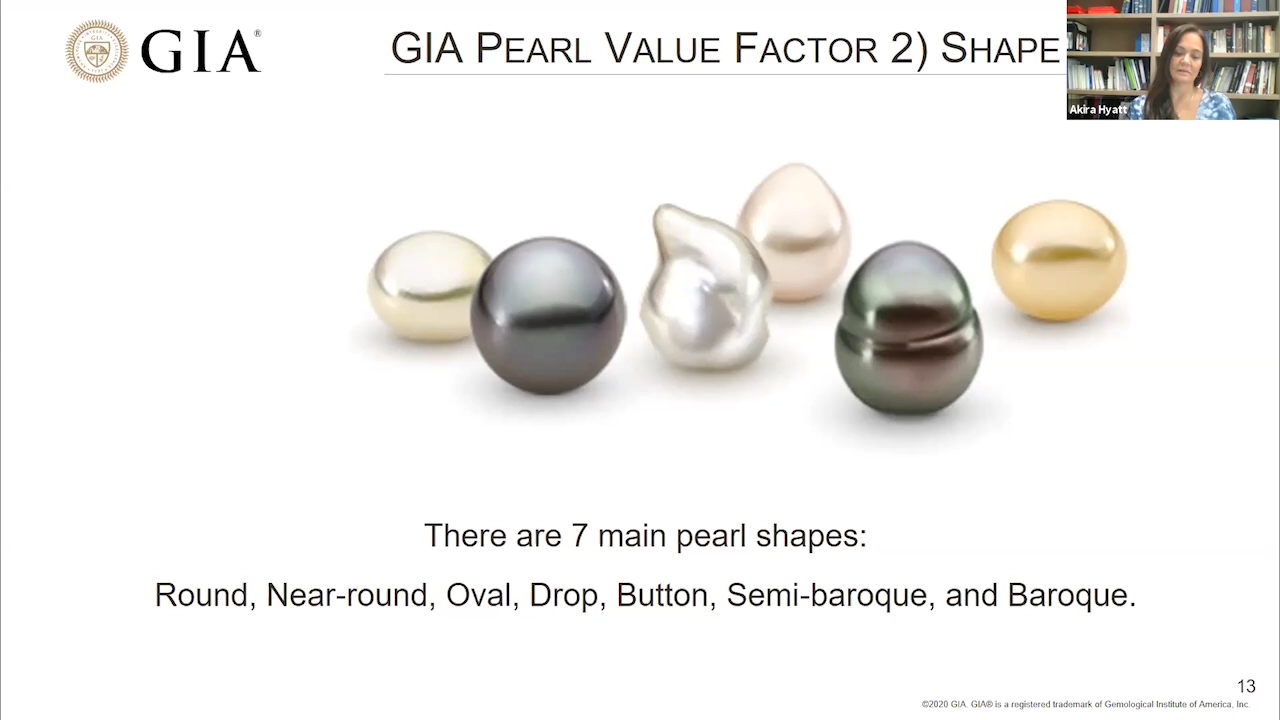 GIA®
GIA PEARL VALUE FACTOR 2) SHAPE
Akira Hyatt
There are 7 main pearl shapes:
Round, Near-round, Oval, Drop, Button, Semi-baroque, and Baroque.
13
©2020 GIA. GIA® is a registered trademark of Gemological Institute of America, Inc.